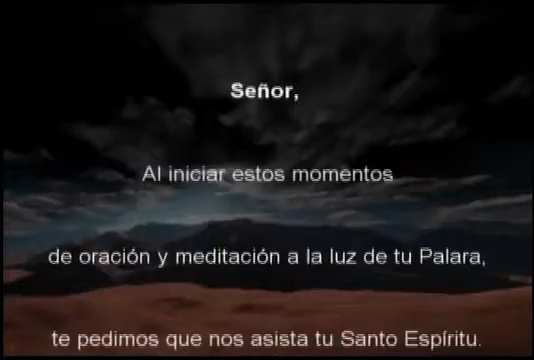 Señor,
Al iniciar estos momentos
de oración y meditación a la luz de tu Palara,
te pedimos que nos asista tu Santo Espíritu.